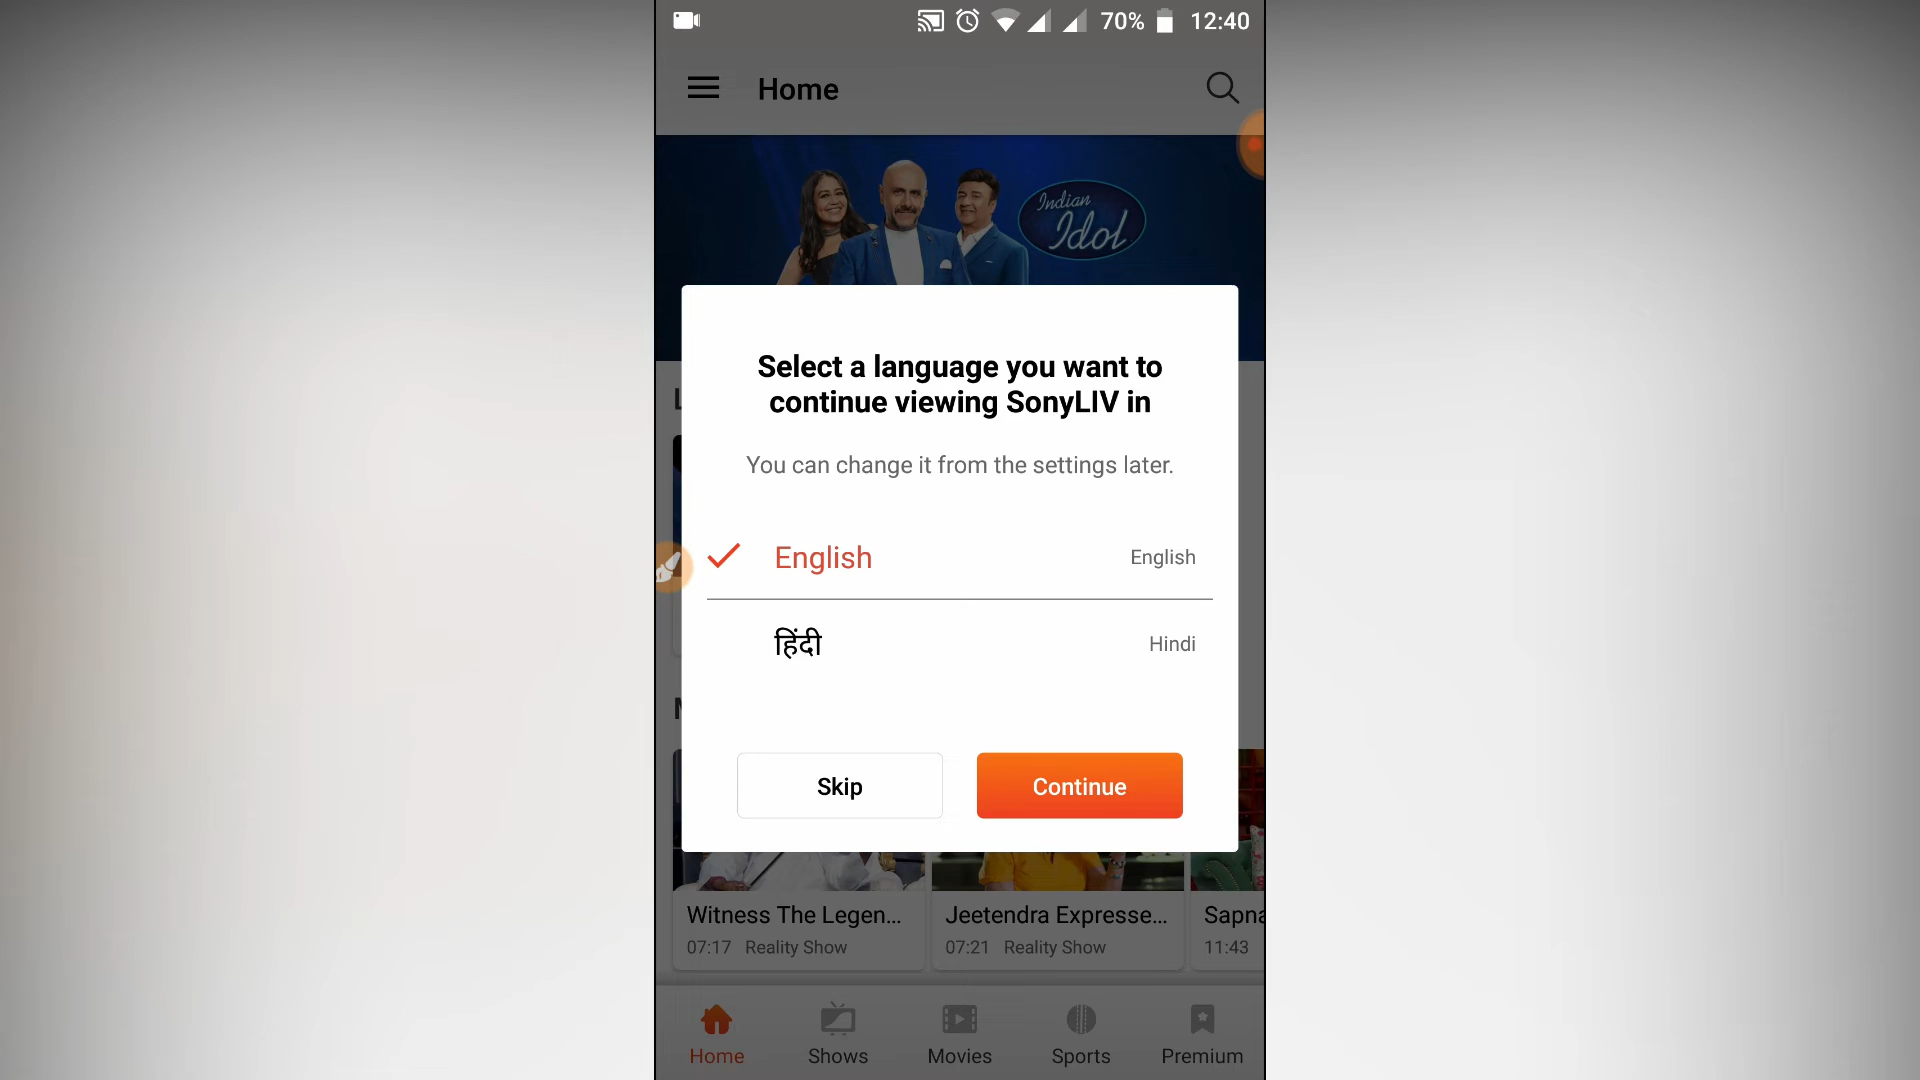 70% 12:40
Home
Indian
Idol
Select a language you want to
continue viewing SonyLIV in
You can change it from the settings later.
English English
हिंदी Hindi
Skip Continue
Witness The Legen... Jeetendra Expresse... Sapna
07:17 Reality Show 07:21 Reality Show 11:43
Home Shows Movies Sports Premium